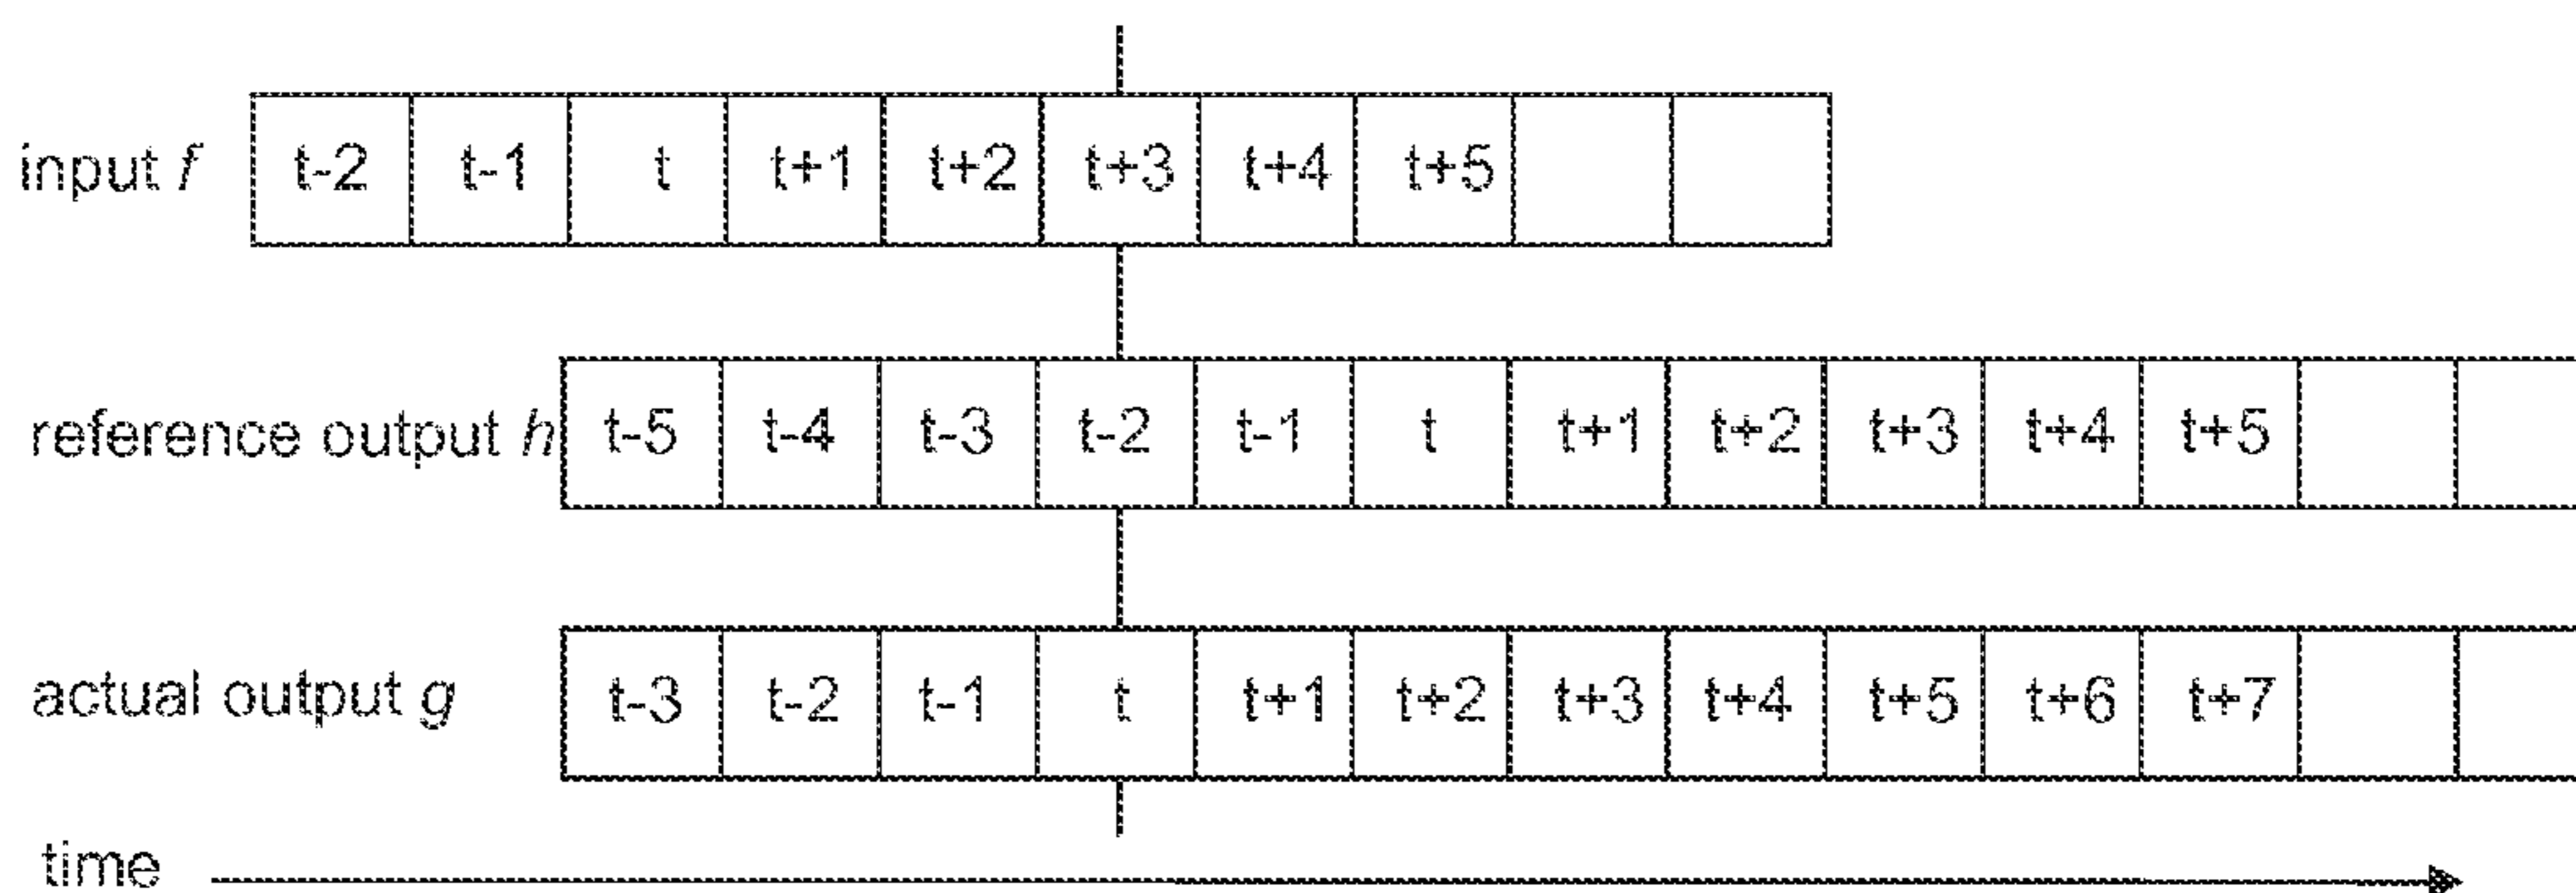 input f t-2 t-1 t t+1 t+2 t+3 t+4 t+5
reference output h t-5 t-4 t-3 t-2 t-1 t t+1 t+2 t+3 t+4 t+5
actual output g t-3 t-2 t-1 t t+1 t+2 t+3 t+4 t+5 t+6 t+7
time